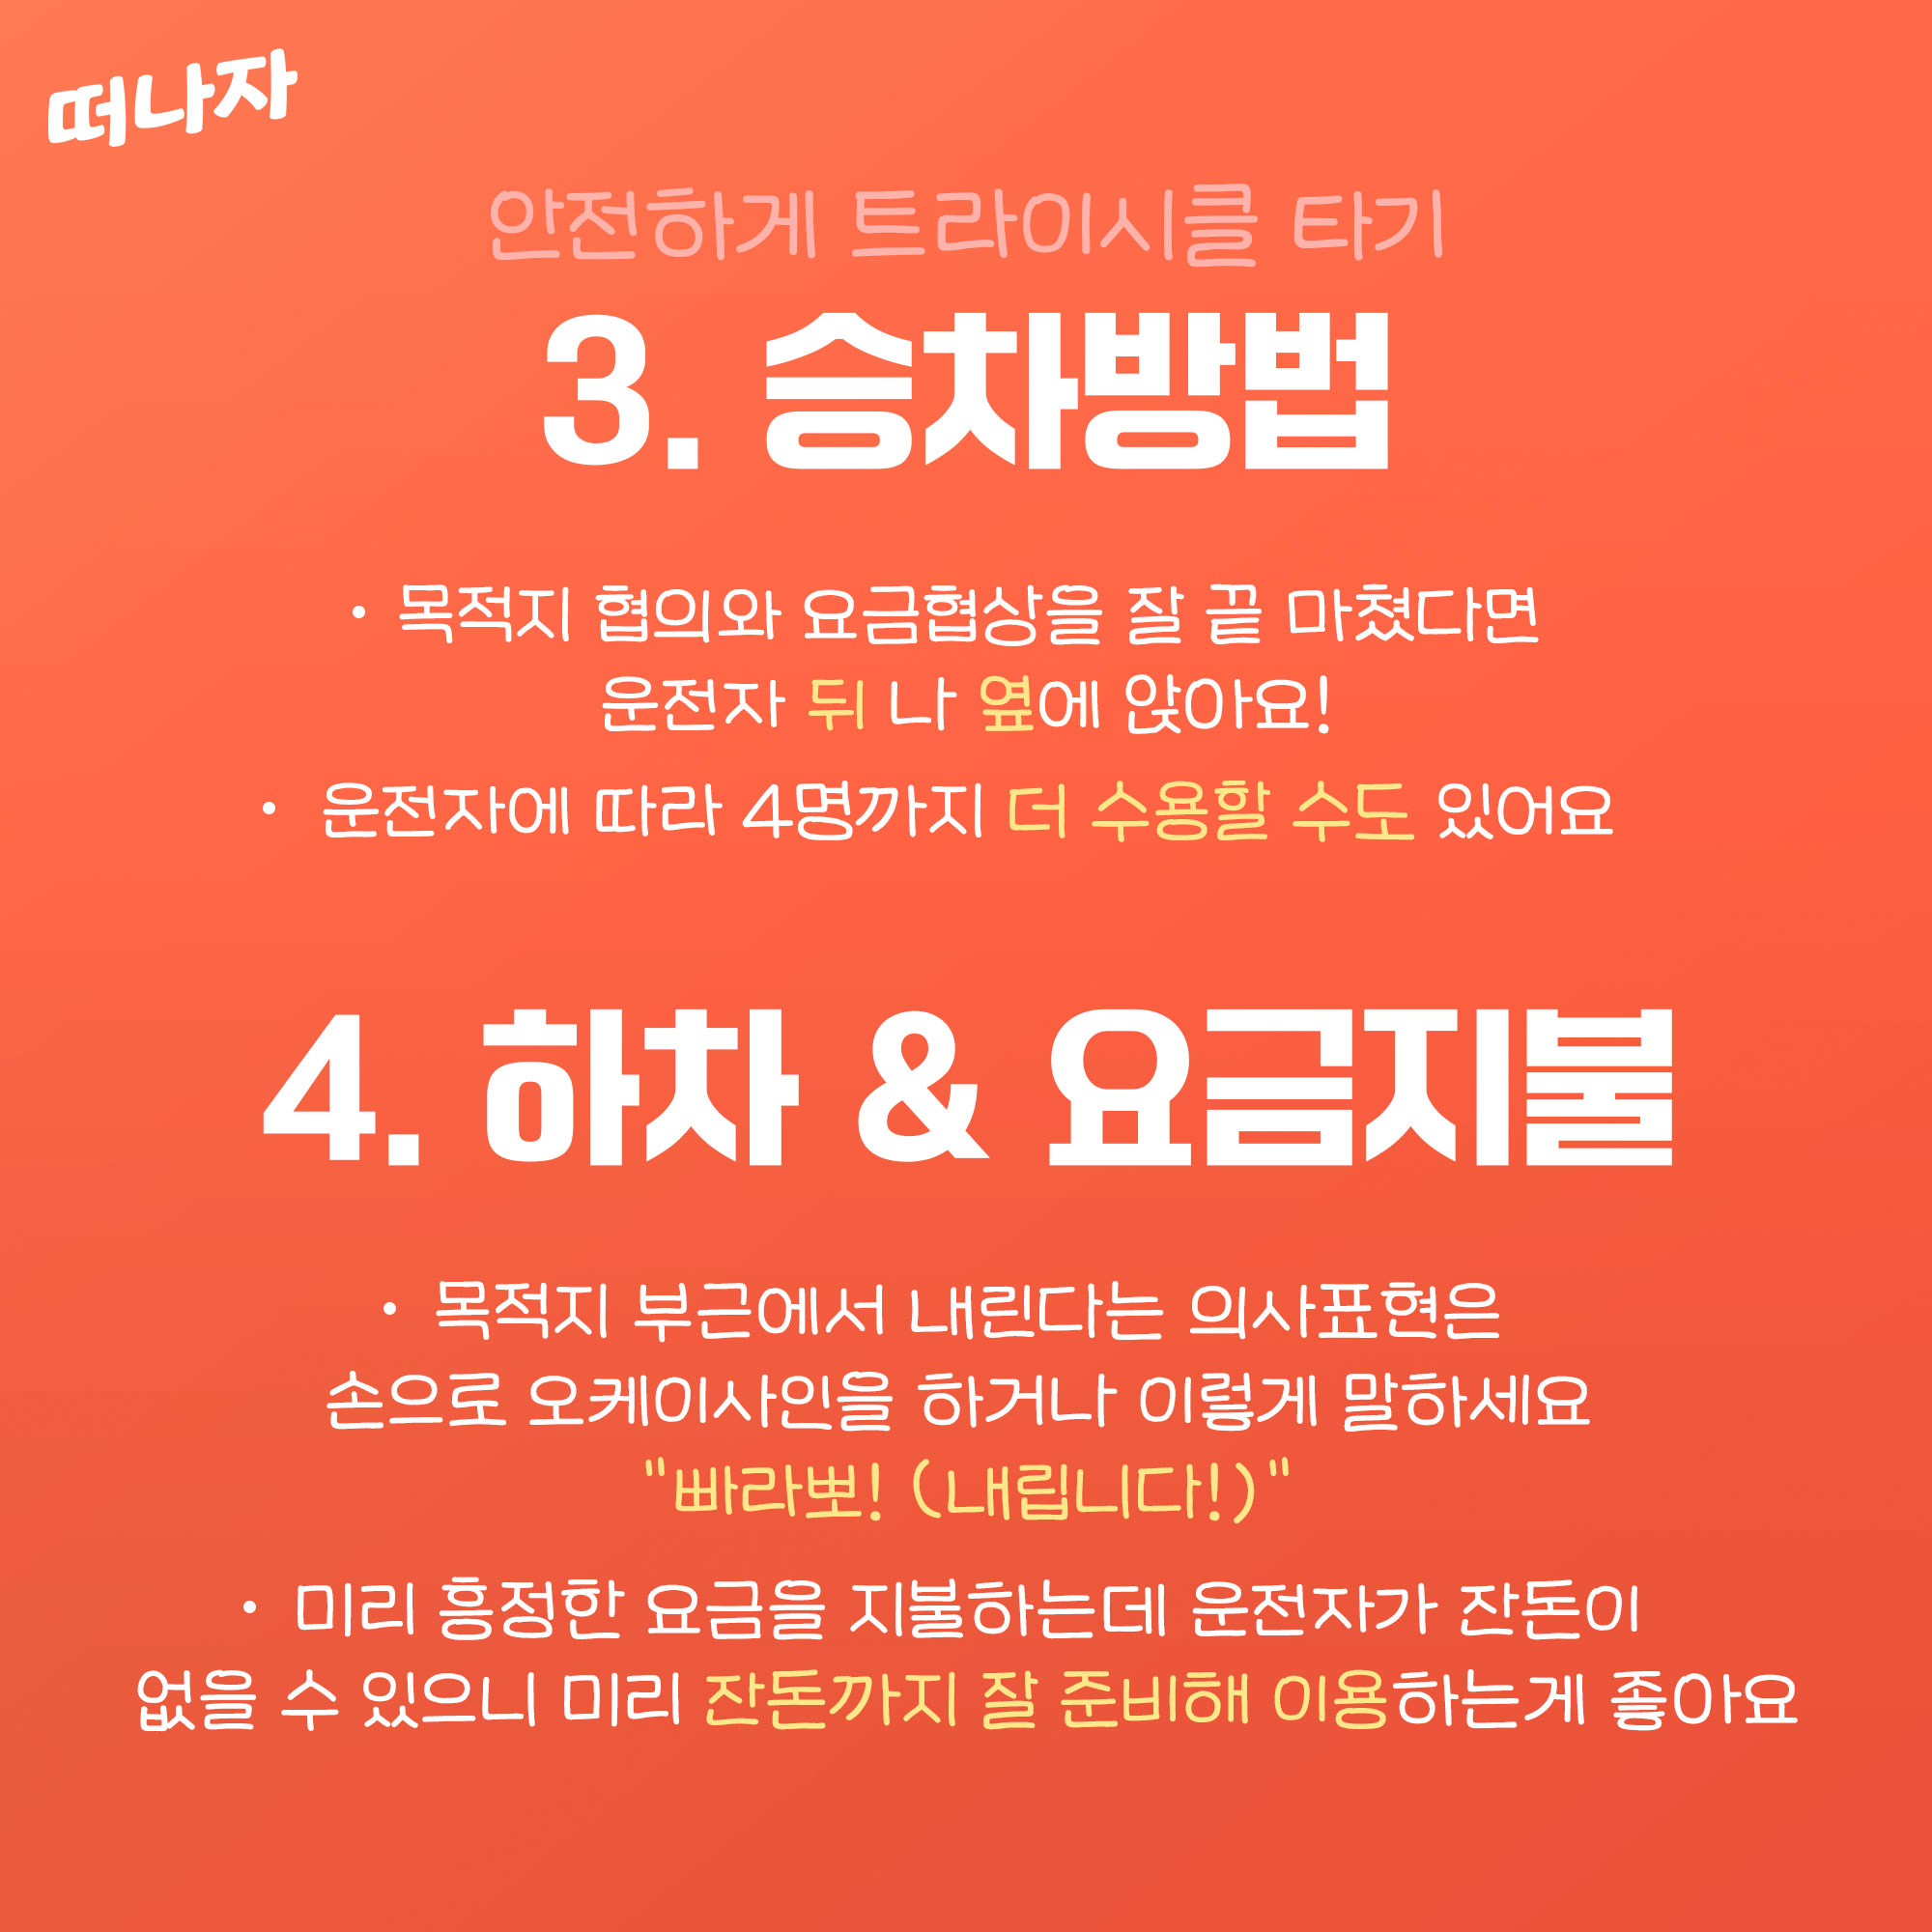 떠나자
안전하게 트라이시클 타기
3. 승차방법
· 목적지 협의와 요금협상을 잘 끝 마쳤다면
운전자 뒤 나 옆에 앉아요!
· 운전자에 따라 4명까지 더 수용할 수도 있어요
4. 하차 & 요금지불
· 목적지 부근에서 내린다는 의사표현은
손으로 오케이사인을 하거나 이렇게 말하세요
"빠라뽀! (내립니다!)"
· 미리 흥정한 요금을 지불하는데 운전자가 잔돈이
없을 수 있으니 미리 잔돈까지 잘 준비해 이용하는게 좋아요